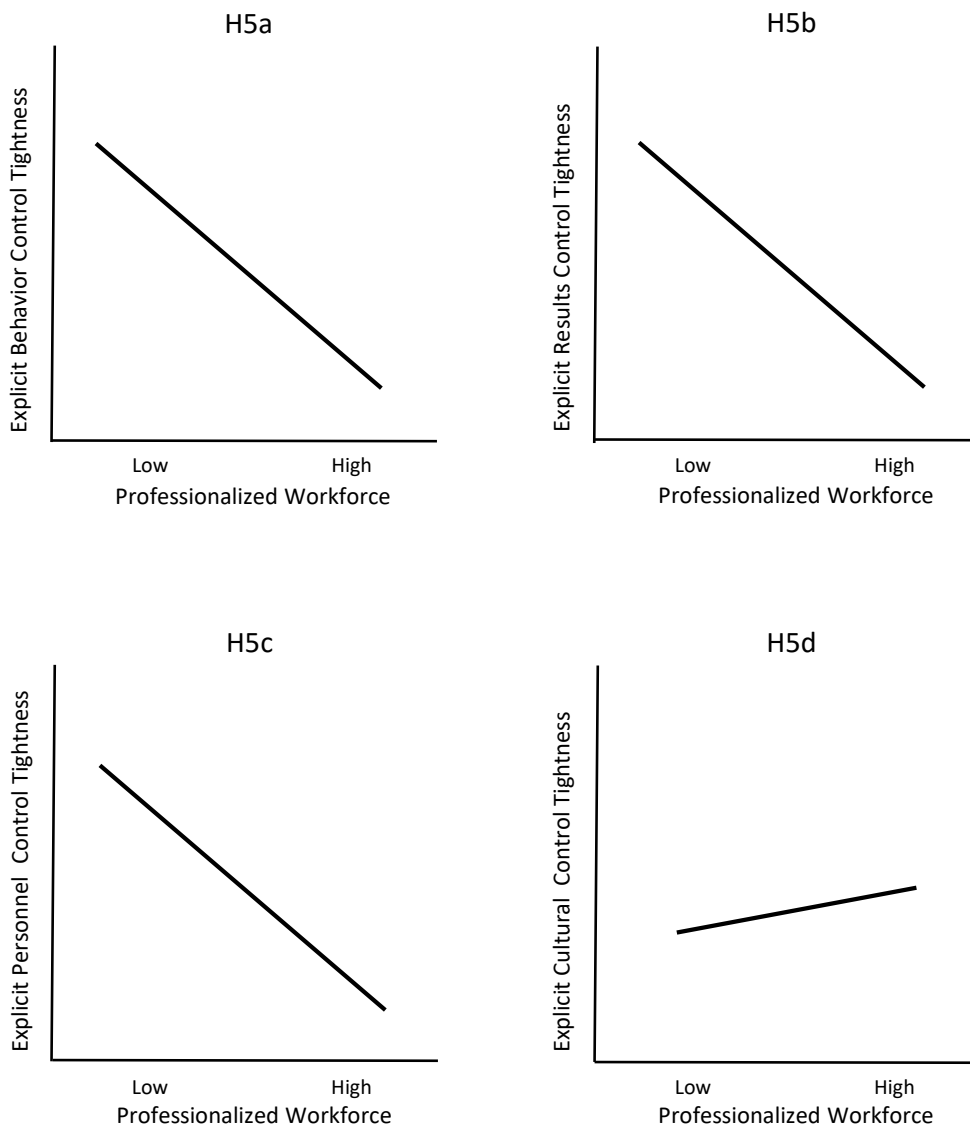 H5a
Explicit Behavior Control Tightness
Low High
Professionalized Workforce
H5b
Explicit Results Control Tightness
Low High
Professionalized Workforce
H5c
Explicit Personnel Control Tightness
Low High
Professionalized Workforce
H5d
Explicit Cultural Control Tightness
Low High
Professionalized Workforce